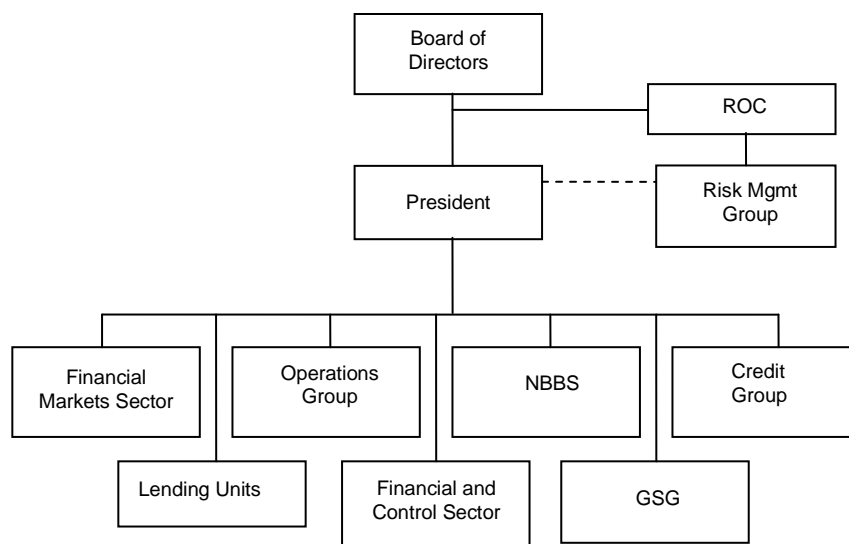 Board of
Directors
ROC
President
Risk Mgmt
Group
Financial
Markets Sector
Operations
Group
NBBS
Credit
Group
Lending Units
Financial and
Control Sector
GSG